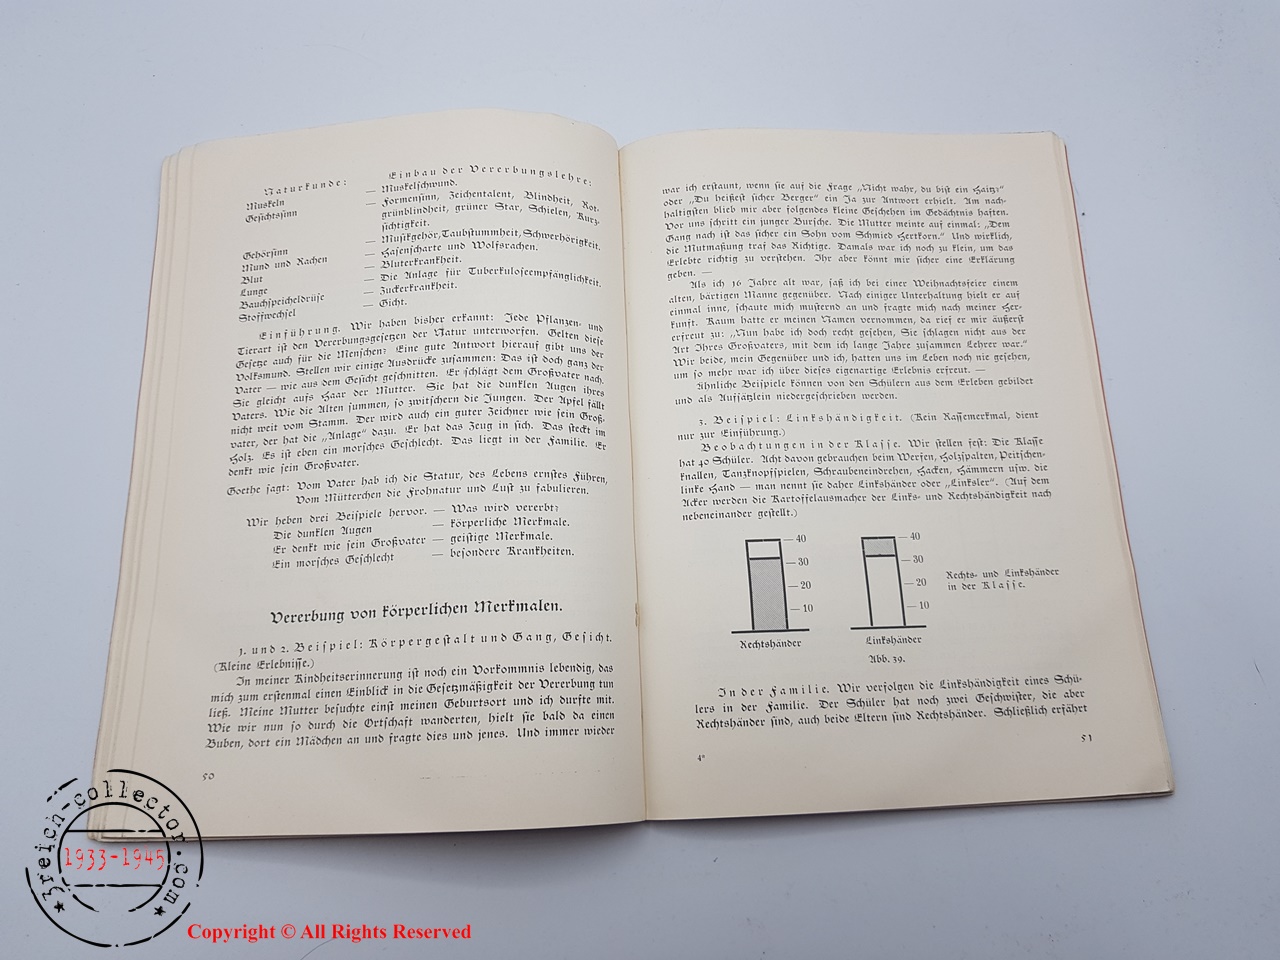 Naturkunde: Einbau der Vererbungslehre:
Muskeln — Muskelschwund.
Gesichtssinn — Formensinn, Zeichentalent, Blindheit, Rot-
grünblindheit, grüner Star, Schielen, Kurz-
sichtigkeit.
Gehörsinn — Musikgehör, Taubstummheit, Schwerhörigkeit.
Mund und Rachen — Hasenscharte und Wolfsrachen.
Blut — Bluterkrankheit.
Lunge — Die Anlage für Tuberkuloseempfänglichkeit.
Bauchspeicheldrüse — Zuckerkrankheit.
Stoffwechsel — Gicht.
Einführung. Wir haben bisher erkannt: Jede Pflanzen- und
Tierart ist den Vererbungsgesetzen der Natur unterworfen. Gelten diese
Gesetze auch für die Menschen? Eine gute Antwort hierauf gibt uns der
Volksmund. Stellen wir einige Ausdrücke zusammen: Das ist doch ganz der
Vater — wie aus dem Gesicht geschnitten. Er schlägt dem Großvater nach.
Sie gleicht aufs Haar der Mutter. Sie hat die dunklen Augen ihres
Vaters. Wie die Alten summen, so zwitschern die Jungen. Der Apfel fällt
nicht weit vom Stamm. Der wird auch ein guter Zeichner wie sein Groß-
vater, der hat die „Anlage“ dazu. Er hat das Zeug in sich. Das steckt im
Holz. Es ist eben ein morsches Geschlecht. Das liegt in der Familie. Er
denkt wie sein Großvater.
Goethe sagt: Vom Vater hab ich die Statur, des Lebens ernstes Führen,
Vom Mütterchen die Frohnatur und Lust zu fabulieren.
Wir heben drei Beispiele hervor. — Was wird vererbt?
Die dunklen Augen — körperliche Merkmale.
Er denkt wie sein Großvater — geistige Merkmale.
Ein morsches Geschlecht — besondere Krankheiten.
Vererbung von körperlichen Merkmalen.
1. und 2. Beispiel: Körpergestalt und Gang, Gesicht.
(Kleine Erlebnisse.)
In meiner Kindheitserinnerung ist noch ein Vorkommnis lebendig, das
mich zum erstenmal einen Einblick in die Gesetzmäßigkeit der Vererbung tun
ließ. Meine Mutter besuchte einst meinen Geburtsort und ich durfte mit.
Wie wir nun so durch die Ortschaft wanderten, hielt sie bald da einen
Buben, dort ein Mädchen an und fragte dies und jenes. Und immer wieder
50
war ich erstaunt, wenn sie auf die Frage „Nicht wahr, du bist ein Haitz?“
oder „Du heißest sicher Berger“ ein Ja zur Antwort erhielt. Am nach-
haltigsten blieb mir aber folgendes kleine Geschehen im Gedächtnis haften.
Vor uns schritt ein junger Bursche. Die Mutter meinte auf einmal: „Dem
Gang nach ist das sicher ein Sohn vom Schmied Hertkorn.“ Und wirklich,
die Mutmaßung traf das Richtige. Damals war ich noch zu klein, um das
Erlebte richtig zu verstehen. Ihr aber könnt mir sicher eine Erklärung
geben. —
Als ich 16 Jahre alt war, saß ich bei einer Weihnachtsfeier einem
alten, bärtigen Manne gegenüber. Nach einiger Unterhaltung hielt er auf
einmal inne, schaute mich musternd an und fragte mich nach meiner Her-
kunft. Kaum hatte er meinen Namen vernommen, da rief er mir äußerst
erfreut zu: „Nun habe ich doch recht gesehen, Sie schlagen nicht aus der
Art Ihres Großvaters, mit dem ich lange Jahre zusammen Lehrer war.“
Wir beide, mein Gegenüber und ich, hatten uns im Leben noch nie gesehen,
um so mehr war ich über dieses eigenartige Erlebnis erfreut. —
Ähnliche Beispiele können von den Schülern aus dem Erleben gebildet
und als Aufsätzlein niedergeschrieben werden.
3. Beispiel: Linkshändigkeit. (Kein Rassemerkmal, dient
nur zur Einführung.)
Beobachtungen in der Klasse. Wir stellen fest: Die Klasse
hat 40 Schüler. Acht davon gebrauchen beim Werfen, Holzspalten, Peitschen-
knallen, Tanzknopfspielen, Schraubeneindrehen, Hacken, Hämmern usw. die
linke Hand — man nennt sie daher Linkshänder oder „Linksler“. (Auf dem
Acker werden die Kartoffelausmacher der Links- und Rechtshändigkeit nach
nebeneinander gestellt.)
40 40
30 30
20 20
10 10
Rechts- und Linkshänder
in der Klasse.
Rechtshänder Linkshänder
Abb. 39.
In der Familie. Wir verfolgen die Linkshändigkeit eines Schü-
lers in der Familie. Der Schüler hat noch zwei Geschwister, die aber
Rechtshänder sind, auch beide Eltern sind Rechtshänder. Schließlich erfährt
4* 51
3reich-collector.com
1933-1945
Copyright © All Rights Reserved